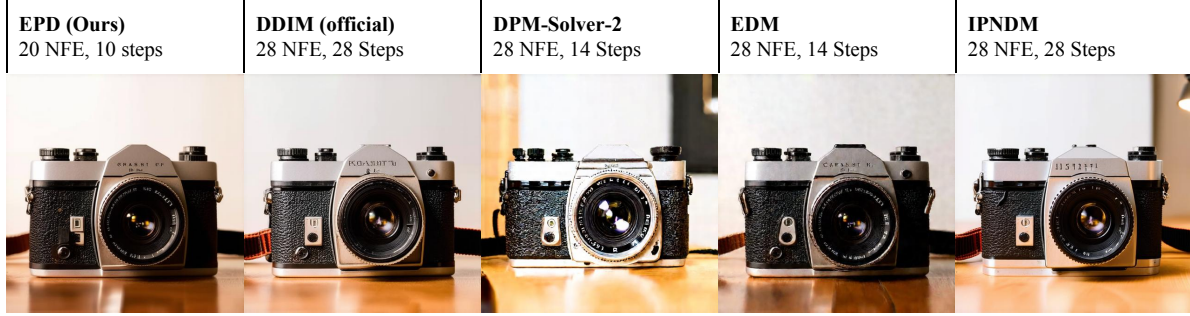 EPD (Ours)
20 NFE, 10 steps
DDIM (official)
28 NFE, 28 Steps
DPM-Solver-2
28 NFE, 14 Steps
EDM
28 NFE, 14 Steps
IPNDM
28 NFE, 28 Steps